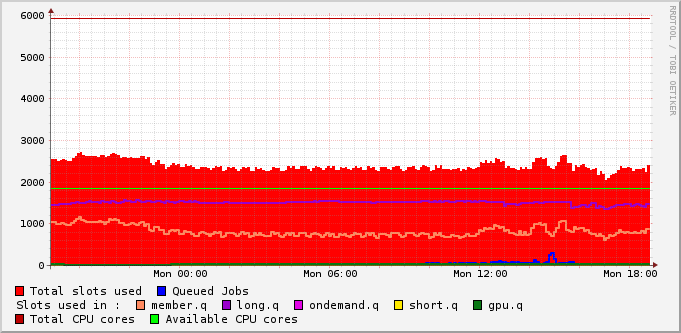 6000
5000
4000
3000
2000
1000
0
Mon 00:00 Mon 06:00 Mon 12:00 Mon 18:00
Total slots used Queued Jobs
Slots used in : member.q long.q ondemand.q short.q gpu.q
Total CPU cores Available CPU cores
RRDTOOL / TOBI OETIKER